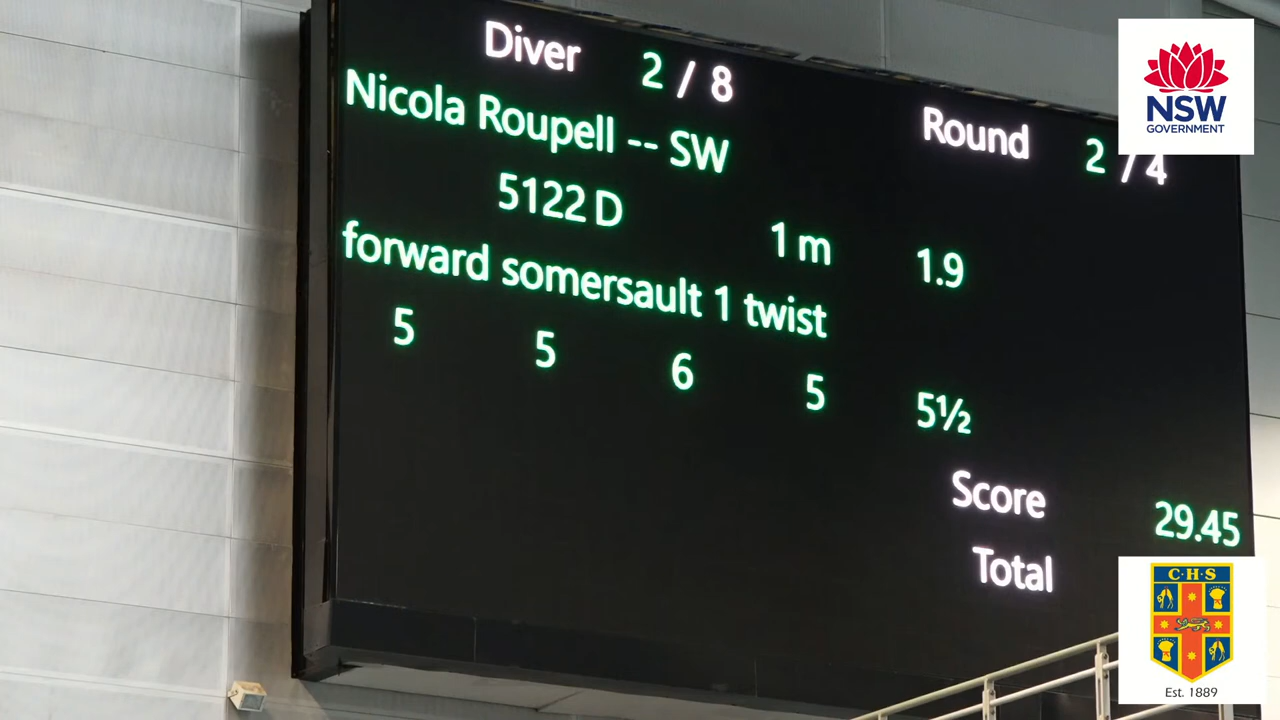 Diver 2 / 8
Nicola Roupell -- SW
Round 2 / 4
5122 D 1 m 1.9
forward somersault 1 twist
5 5 6 5 5½
Score 29.45
Total
NSW
GOVERNMENT
C·H·S
Est. 1889